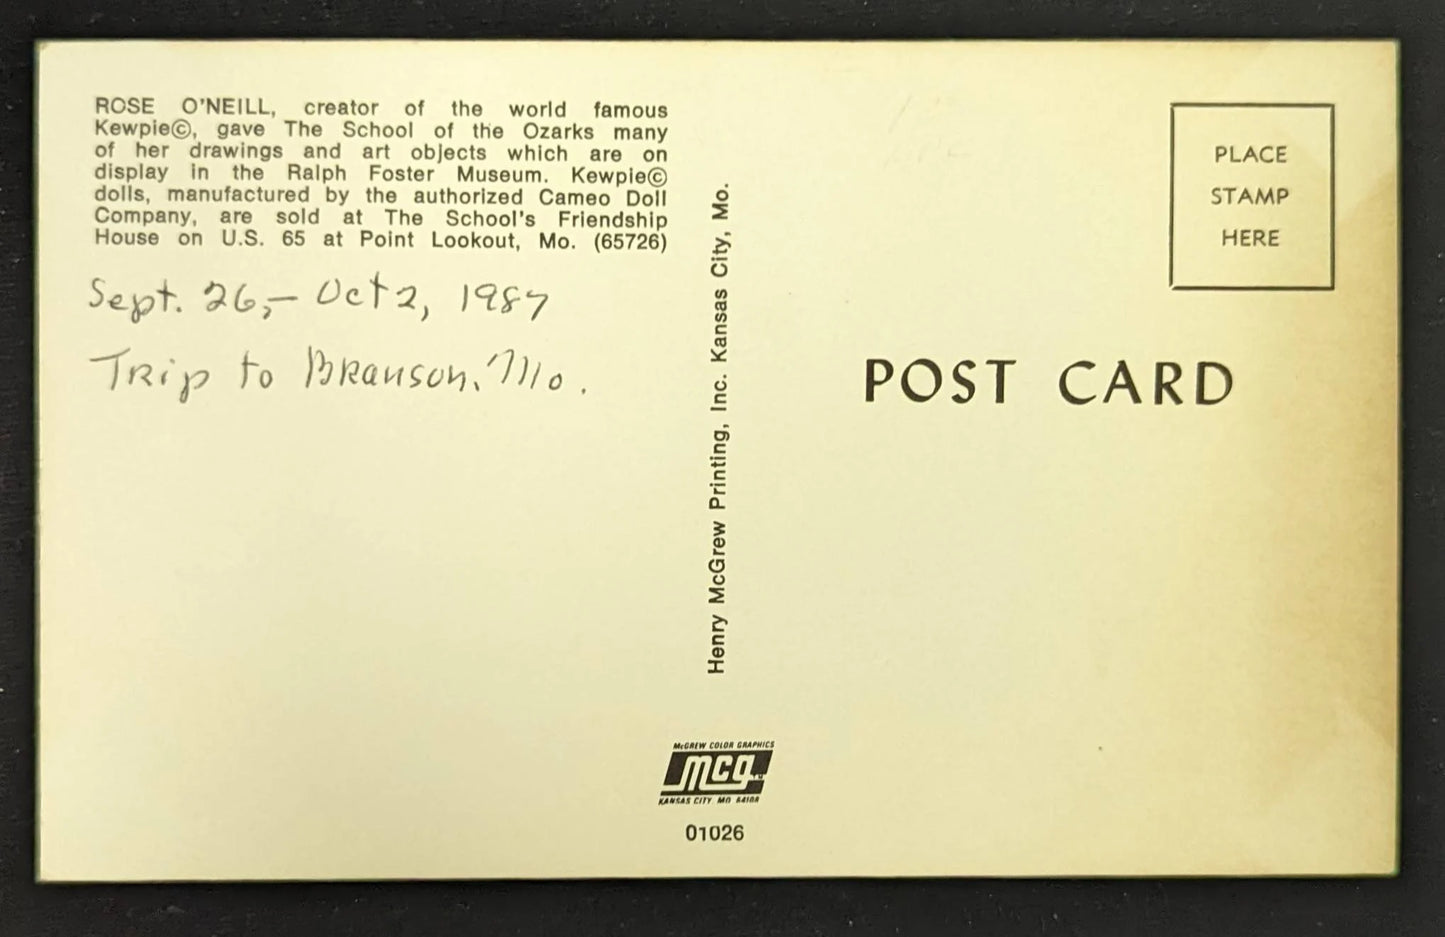 ROSE O'NEILL, creator of the world famous
Kewpie©, gave The School of the Ozarks many
of her drawings and art objects which are on
display in the Ralph Foster Museum. Kewpie©
dolls, manufactured by the authorized Cameo Doll
Company, are sold at The School's Friendship
House on U.S. 65 at Point Lookout, Mo. (65726)
Sept. 26,- Oct 2, 1987
Trip to Branson, Mo.
Henry McGrew Printing, Inc. Kansas City, Mo.
McGREW COLOR GRAPHICS
mcg TM
KANSAS CITY MO 64108
01026
PLACE
STAMP
HERE
POST CARD